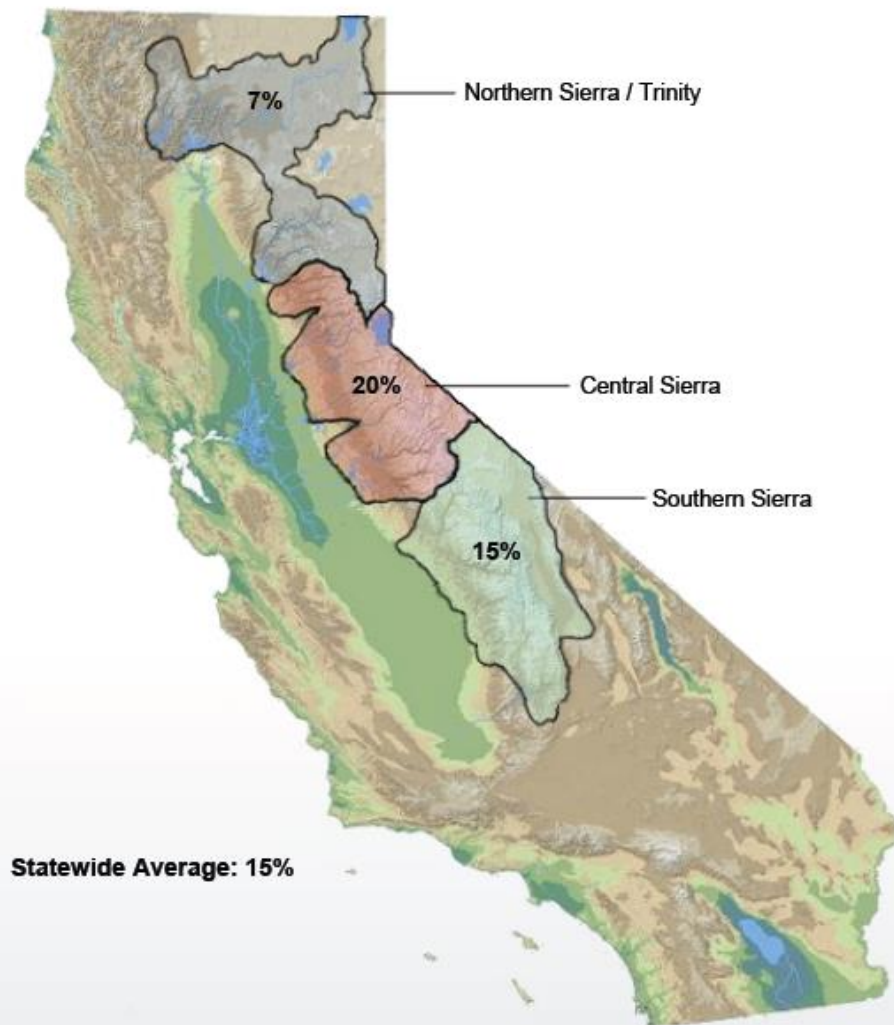 7%
Northern Sierra / Trinity
20%
Central Sierra
Southern Sierra
15%
Statewide Average: 15%